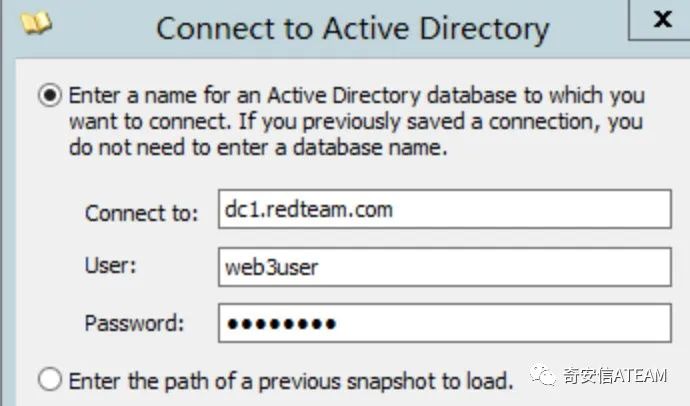 Connect to Active Directory
x
Enter a name for an Active Directory database to which you
want to connect. If you previously saved a connection, you
do not need to enter a database name.
Connect to: dc1.redteam.com
User: web3user
Password: ●●●●●●●●
Enter the path of a previous snapshot to load.
奇安信ATEAM